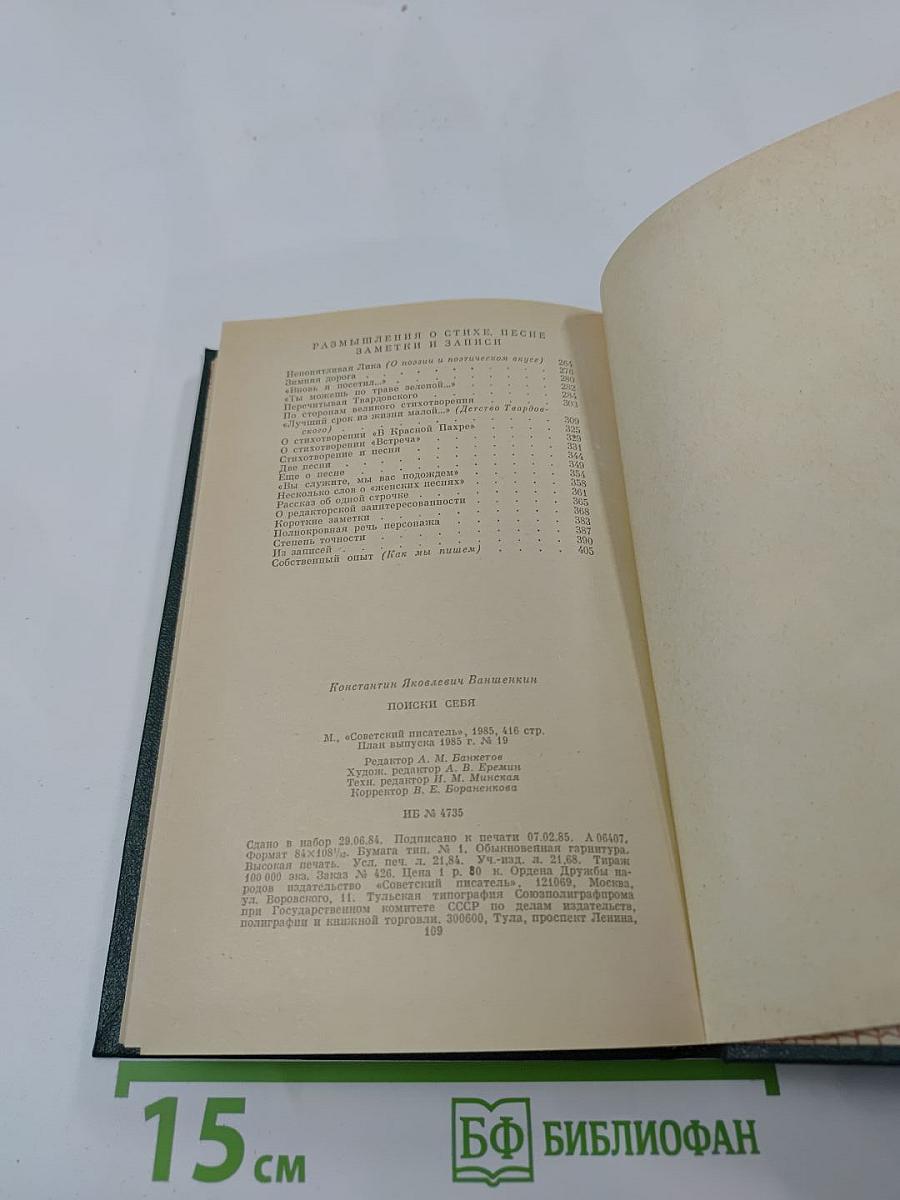 РАЗМЫШЛЕНИЯ О СТИХЕ, ПЕСНЕ
ЗАМЕТКИ И ЗАПИСИ
Непонятливая Лика (О поэзии и поэтическом вкусе) 264
Зимняя дорога . . . . . . . . . 276
«Вновь я посетил...» . . . . . . . . 280
«Ты можешь по траве зеленой...» . . . . . 282
Перечитывая Твардовского . . . . . . 284
По сторонам великого стихотворения . . . . 303
«Лучший срок из жизни малой...» (Детство Твардов-
ского) . . . . . . . . . . 309
О стихотворении «В Красной Пахре» . . . . 325
О стихотворении «Встреча» . . . . . . 329
Стихотворение и песня . . . . . . . 331
Две песни . . . . . . . . . . 344
Еще о песне . . . . . . . . . 349
«Вы служите, мы вас подождем» . . . . . 354
Несколько слов о «женских песнях» . . . . 358
Рассказ об одной строчке . . . . . . 361
О редакторской заинтересованности . . . . 365
Короткие заметки . . . . . . . . 368
Полнокровная речь персонажа . . . . . 383
Степень точности . . . . . . . . 387
Из записей . . . . . . . . . 390
Собственный опыт (Как мы пишем) . . . . 405
Константин Яковлевич Ваншенкин
ПОИСКИ СЕБЯ
М., «Советский писатель», 1985, 416 стр.
План выпуска 1985 г. № 19
Редактор А. М. Банкетов
Худож. редактор А. В. Еремин
Техн. редактор И. М. Минская
Корректор В. Е. Бораненкова
ИБ № 4735
Сдано в набор 29.06.84. Подписано к печати 07.02.85. А 06407.
Формат 84×108¹/₃₂. Бумага тип. № 1. Обыкновенная гарнитура.
Высокая печать. Усл. печ. л. 21,84. Уч.-изд. л. 21,68. Тираж
100 000 экз. Заказ № 426. Цена 1 р. 80 к. Ордена Дружбы на-
родов издательство «Советский писатель», 121069, Москва,
ул. Воровского, 11. Тульская типография Союзполиграфпрома
при Государственном комитете СССР по делам издательств,
полиграфии и книжной торговли, 300600, Тула, проспект Ленина,
109
15 см
БФ БИБЛИОФАН